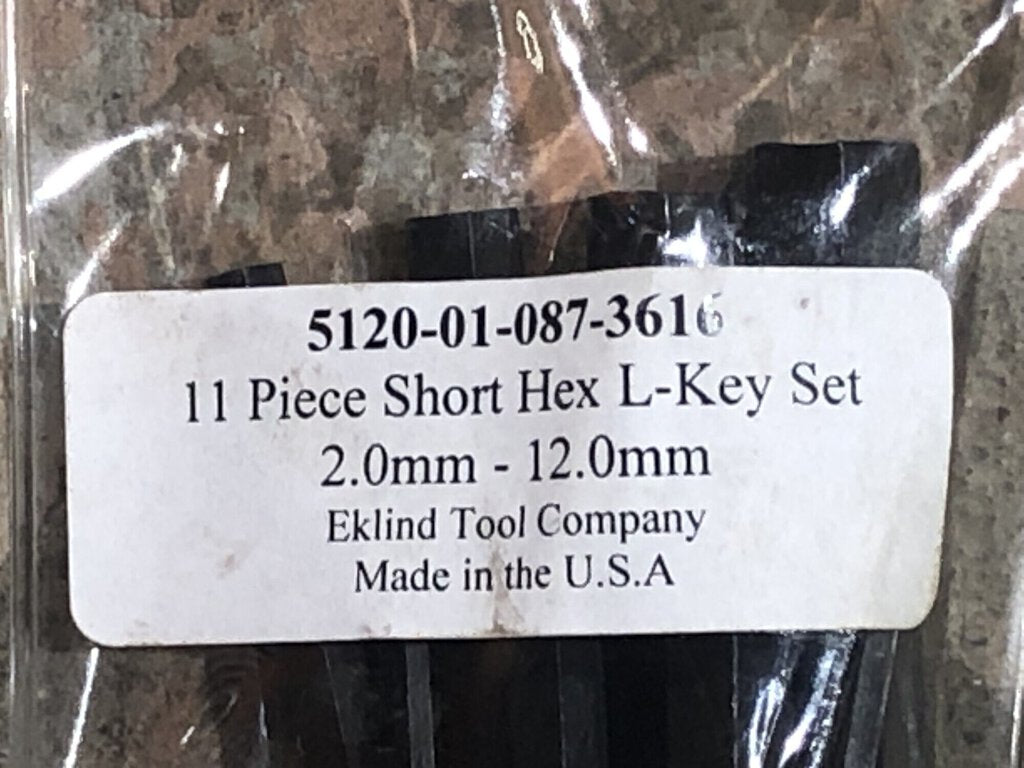 5120-01-087-3616
11 Piece Short Hex L-Key Set
2.0mm - 12.0mm
Eklind Tool Company
Made in the U.S.A